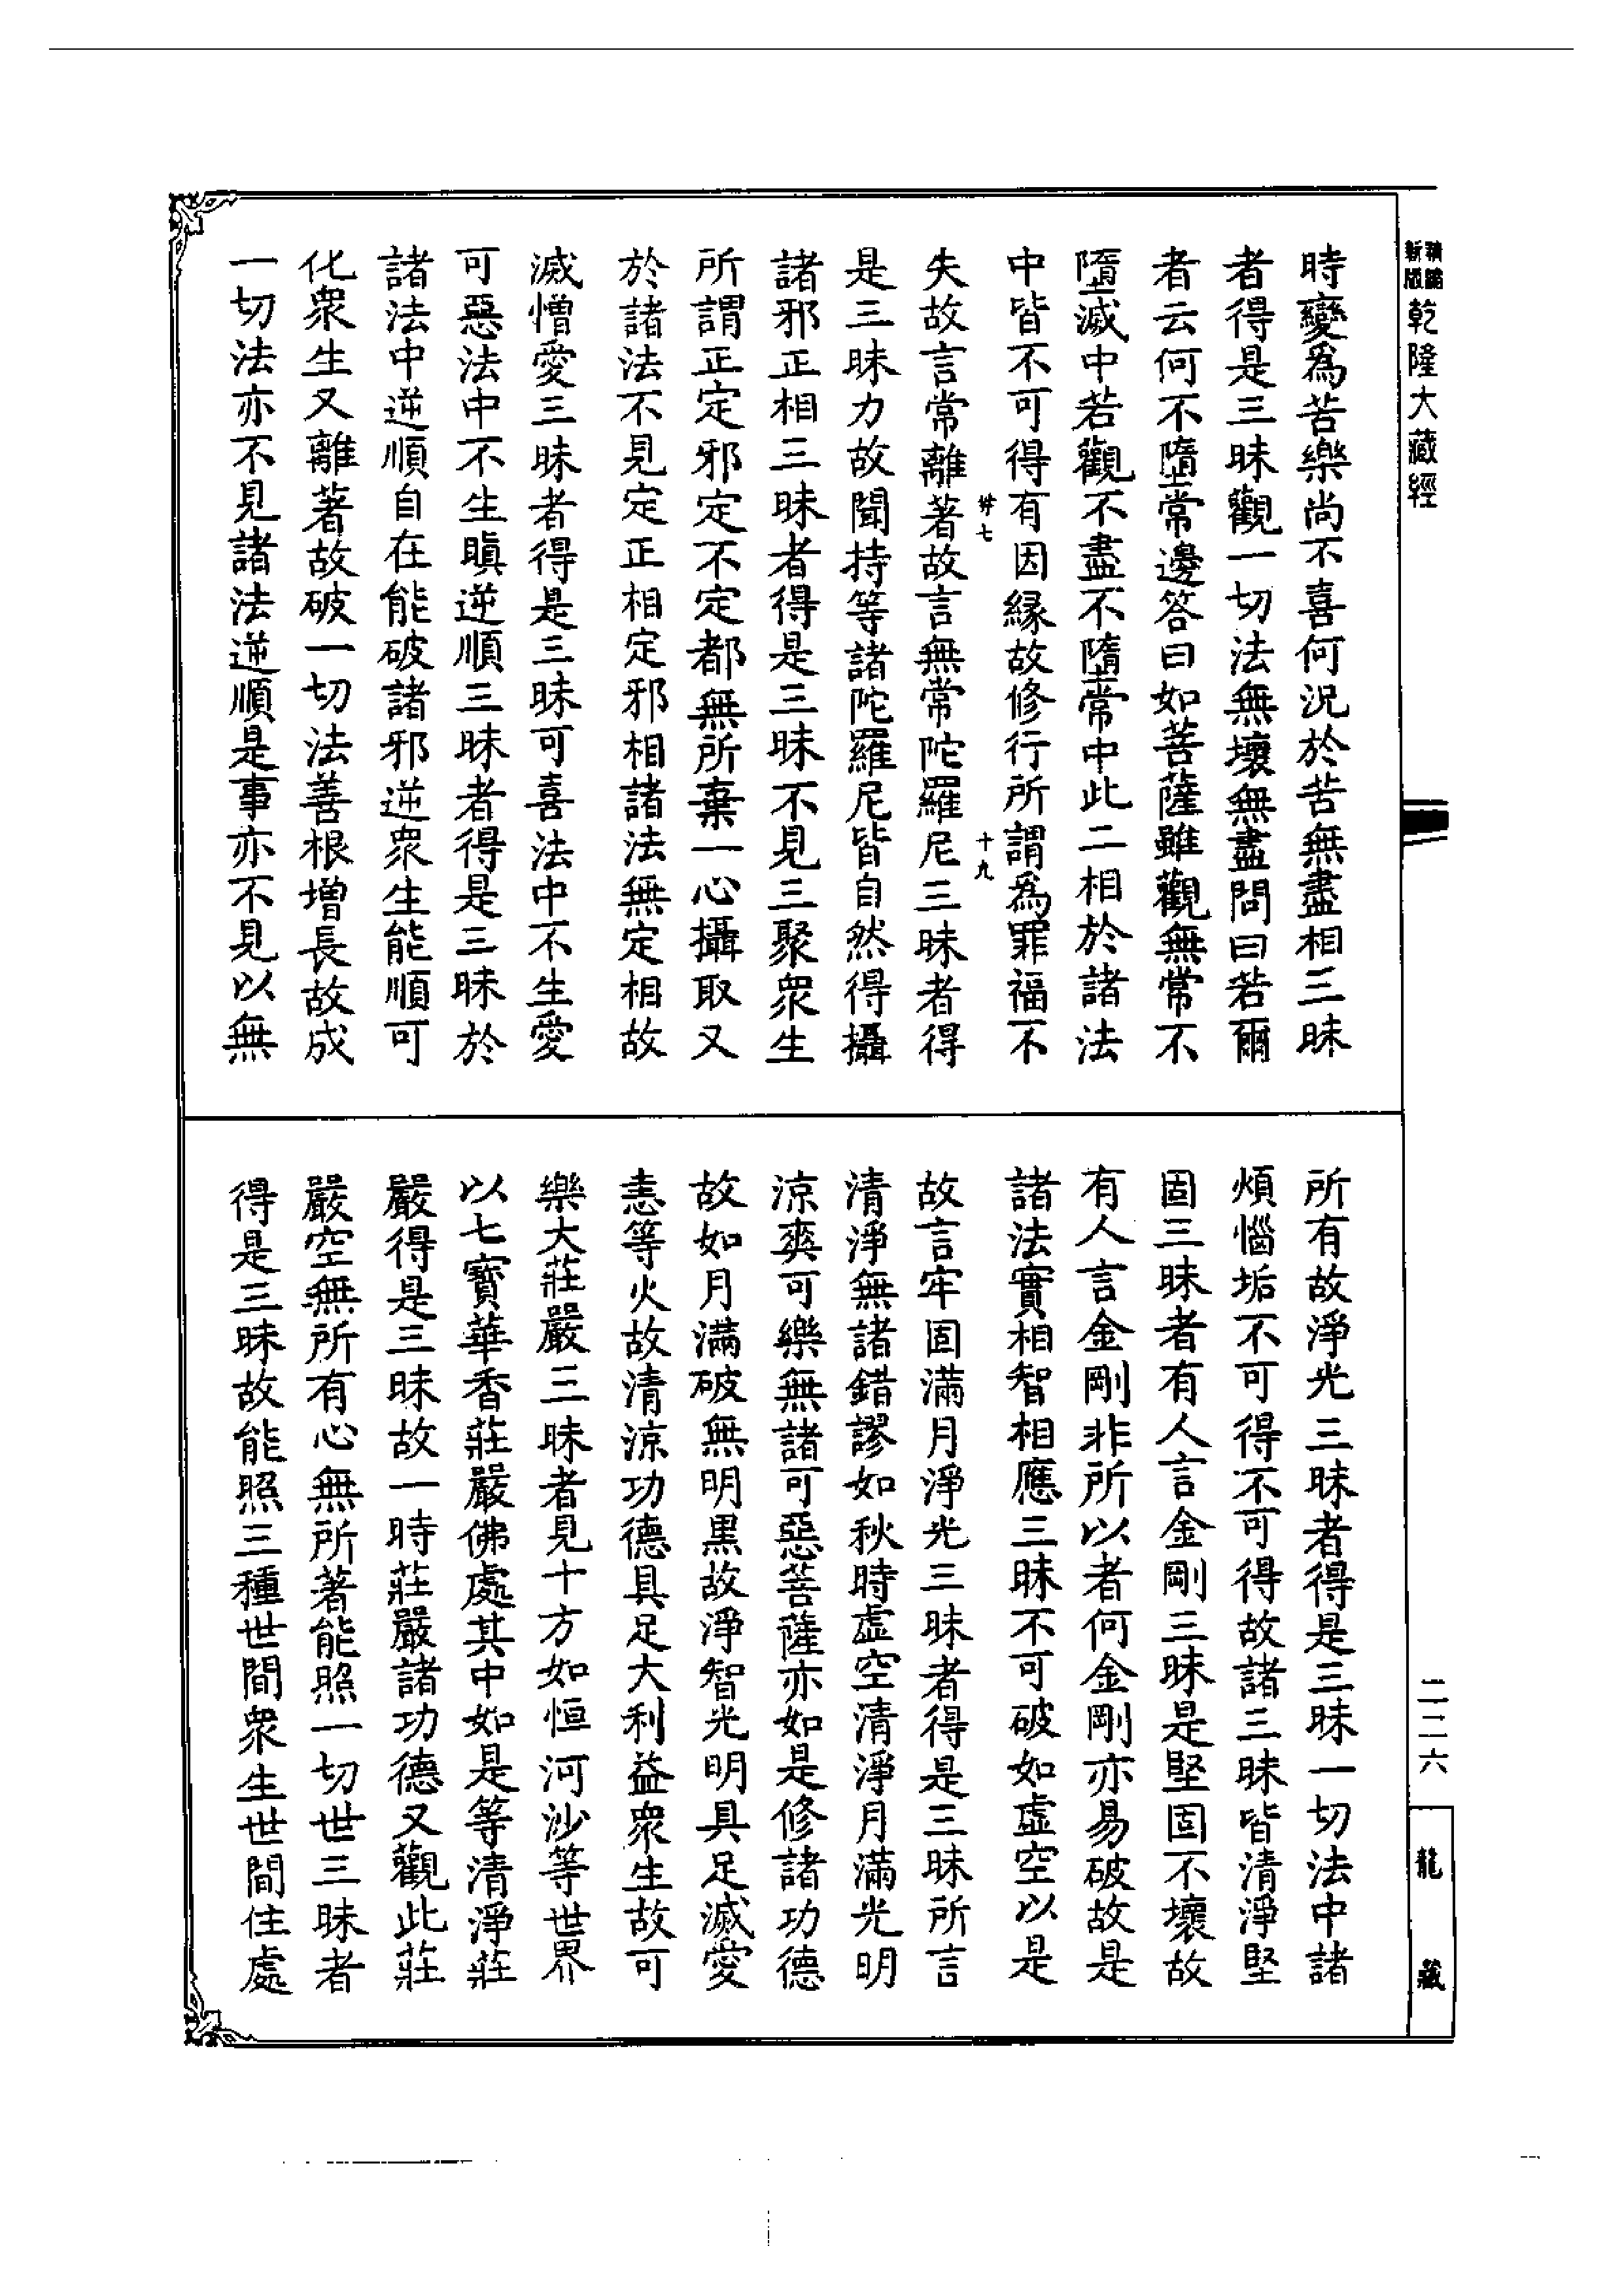 精縮新版乾隆大藏經
時變為苦樂尚不喜何況於苦無盡相三昧
者得是三昧觀一切法無壞無盡問曰若爾
者云何不墮常邊答曰如菩薩雖觀無常不
墮滅中若觀不盡不墮常中此二相於諸法
中皆不可得有因緣故修行所謂為罪福不
卅七
十九
失故言常離著故言無常陀羅尼三昧者得
是三昧力故聞持等諸陀羅尼皆自然得攝
諸邪正相三昧者得是三昧不見三聚眾生
所謂正定邪定不定都無所棄一心攝取又
於諸法不見定正相定邪相諸法無定相故
滅憎愛三昧者得是三昧可喜法中不生愛
可惡法中不生瞋逆順三昧者得是三昧於
諸法中逆順自在能破諸邪逆眾生能順可
化眾生又離著故破一切法善根增長故成
一切法亦不見諸法逆順是事亦不見以無
所有故淨光三昧者得是三昧一切法中諸
煩惱垢不可得不可得故諸三昧皆清淨堅
固三昧者有人言金剛三昧是堅固不壞故
有人言金剛非所以者何金剛亦易破故是
諸法實相智相應三昧不可破如虛空以是
故言牢固滿月淨光三昧者得是三昧所言
清淨無諸錯謬如秋時虛空清淨月滿光明
涼爽可樂無諸可惡菩薩亦如是修諸功德
故如月滿破無明黑故淨智光明具足滅愛
恚等火故清涼功德具足大利益眾生故可
樂大莊嚴三昧者見十方如恒河沙等世界
以七寶華香莊嚴佛處其中如是等清淨莊
嚴得是三昧故一時莊嚴諸功德又觀此莊
嚴空無所有心無所著能照一切世三昧者
得是三昧故能照三種世間眾生世間住處
二二六
龍藏